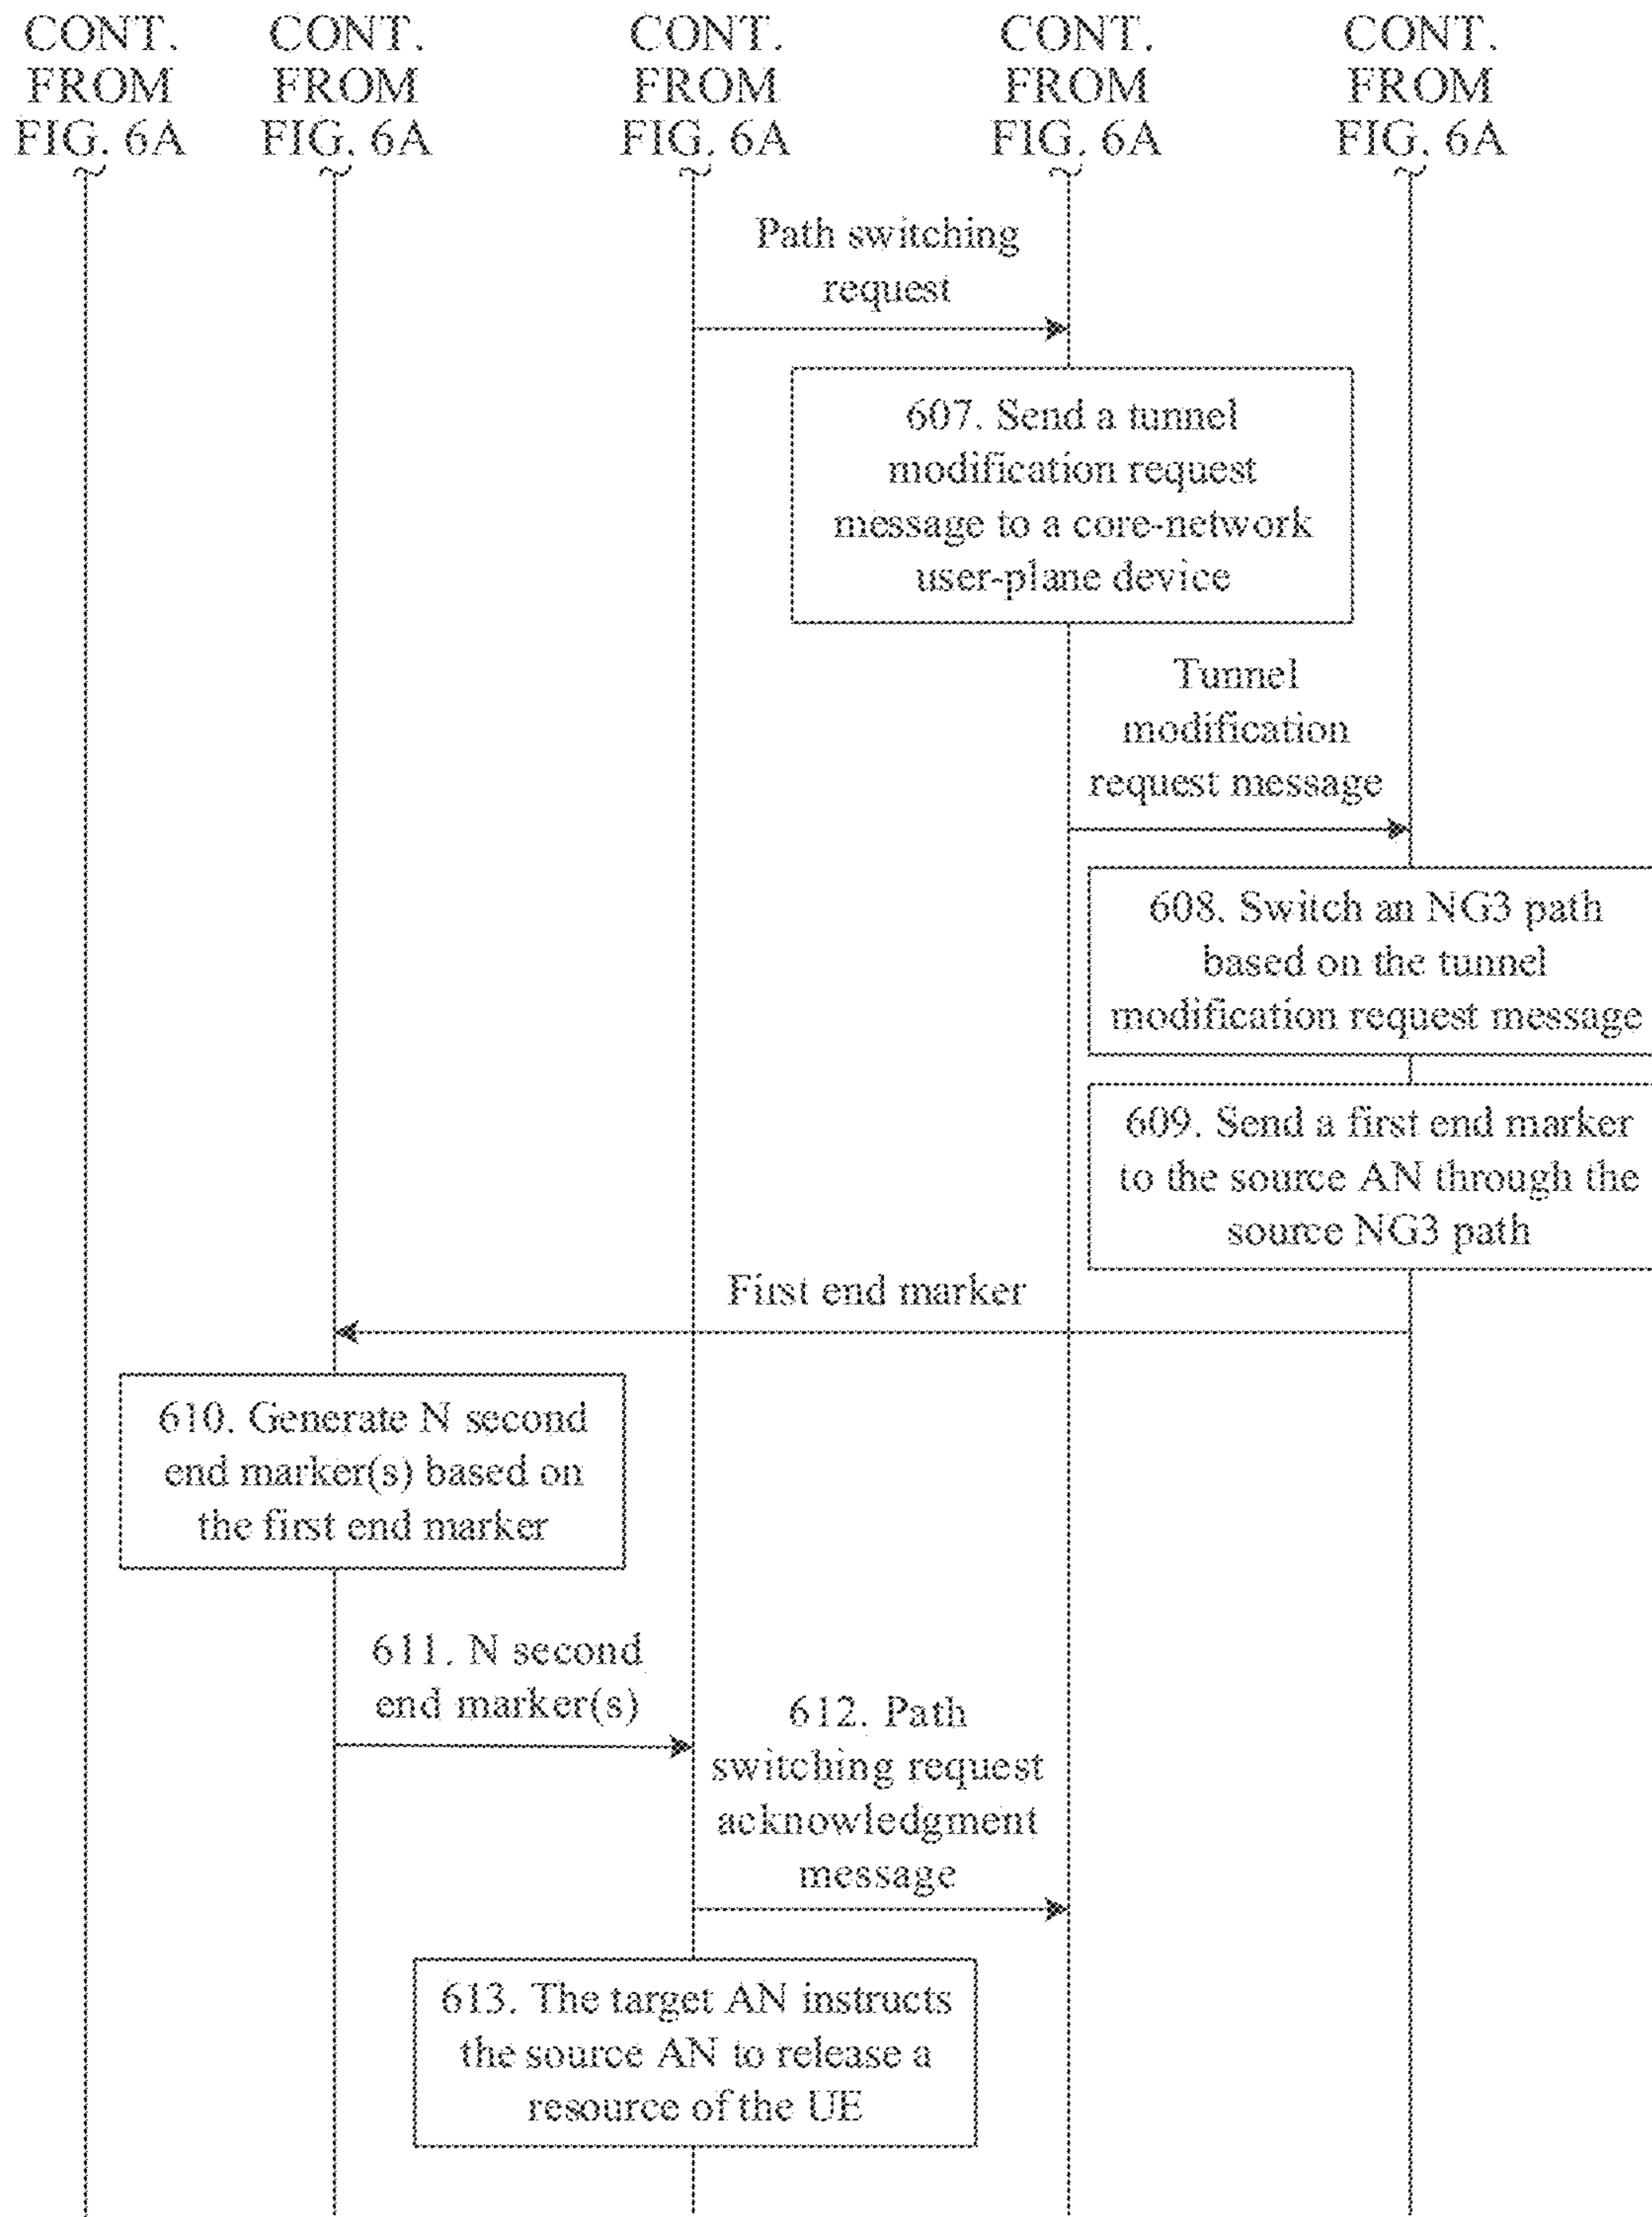 CONT.
FROM
FIG. 6A
CONT.
FROM
FIG. 6A
CONT.
FROM
FIG. 6A
CONT.
FROM
FIG. 6A
CONT.
FROM
FIG. 6A
Path switching
request
607. Send a tunnel
modification request
message to a core-network
user-plane device
Tunnel
modification
request message
608. Switch an NG3 path
based on the tunnel
modification request message
609. Send a first end marker
to the source AN through the
source NG3 path
First end marker
610. Generate N second
end marker(s) based on
the first end marker
611. N second
end marker(s)
612. Path
switching request
acknowledgment
message
613. The target AN instructs
the source AN to release a
resource of the UE